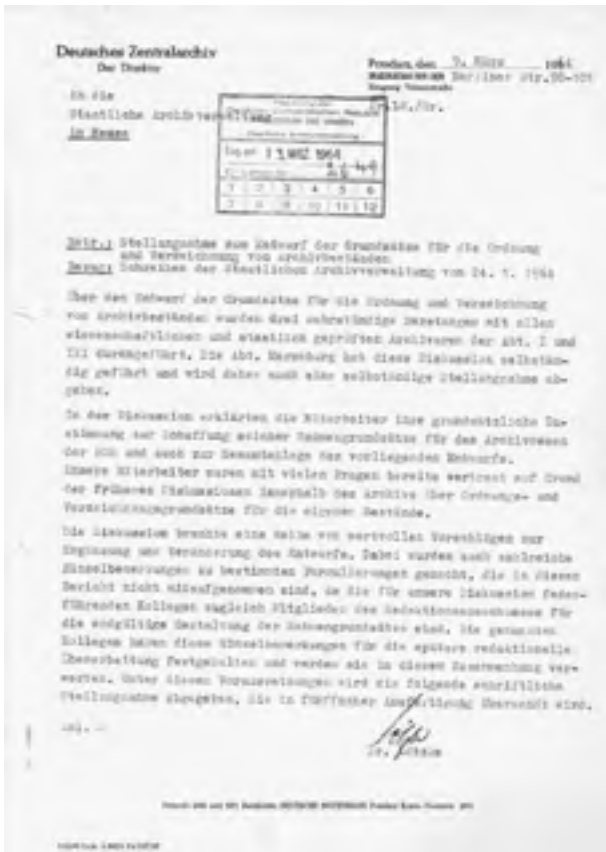 Deutsches Zentralarchiv
Der Direktor
Potsdam, den 9. März 1964
Berliner Str. 98-101
An die
Staatliche Archivverwaltung
13. MRZ. 1964
1 2 3 4 5 6
7 8 9 10 11 12
Betr.: Stellungnahme zum Entwurf der Grundsätze für die Ordnung
und Verzeichnung von Archivbeständen
Bezug: Schreiben der Staatlichen Archivverwaltung vom 24. 1. 1964
Über den Entwurf der Grundsätze für die Ordnung und Verzeichnung
von Archivbeständen wurden drei mehrstündige Beratungen mit allen
wissenschaftlichen und staatlich geprüften Archivaren der Abt. I und
III durchgeführt. Die Abt. Merseburg hat diese Diskussion selbstän-
dig geführt und wird daher auch eine selbständige Stellungnahme ab-
geben.
In der Diskussion erklärten die Mitarbeiter ihre grundsätzliche Zu-
stimmung zur Schaffung solcher Rahmengrundsätze für das Archivwesen
der DDR und auch zur Gesamtanlage des vorliegenden Entwurfs.
Unsere Mitarbeiter waren mit vielen Fragen bereits vertraut auf Grund
der früheren Diskussionen innerhalb des Archivs über Ordnungs- und
Verzeichnungsgrundsätze für die eigenen Bestände.
Die Diskussion brachte eine Reihe von wertvollen Vorschlägen zur
Ergänzung und Verbesserung des Entwurfs. Dabei wurden auch zahlreiche
Einzelbemerkungen zu bestimmten Formulierungen gemacht, die in diesen
Bericht nicht mitaufgenommen sind, da die für unsere Diskussion feder-
führenden Kollegen zugleich Mitglieder des Redaktionsausschusses für
die endgültige Gestaltung der Rahmengrundsätze sind. Die genannten
Kollegen haben diese Einzelbemerkungen für die spätere redaktionelle
Überarbeitung festgehalten und werden sie in diesem Zusammenhang ver-
werten. Unter diesen Voraussetzungen wird die folgende schriftliche
Stellungnahme abgegeben, die in fünffacher Ausfertigung übersandt wird.
Dr.